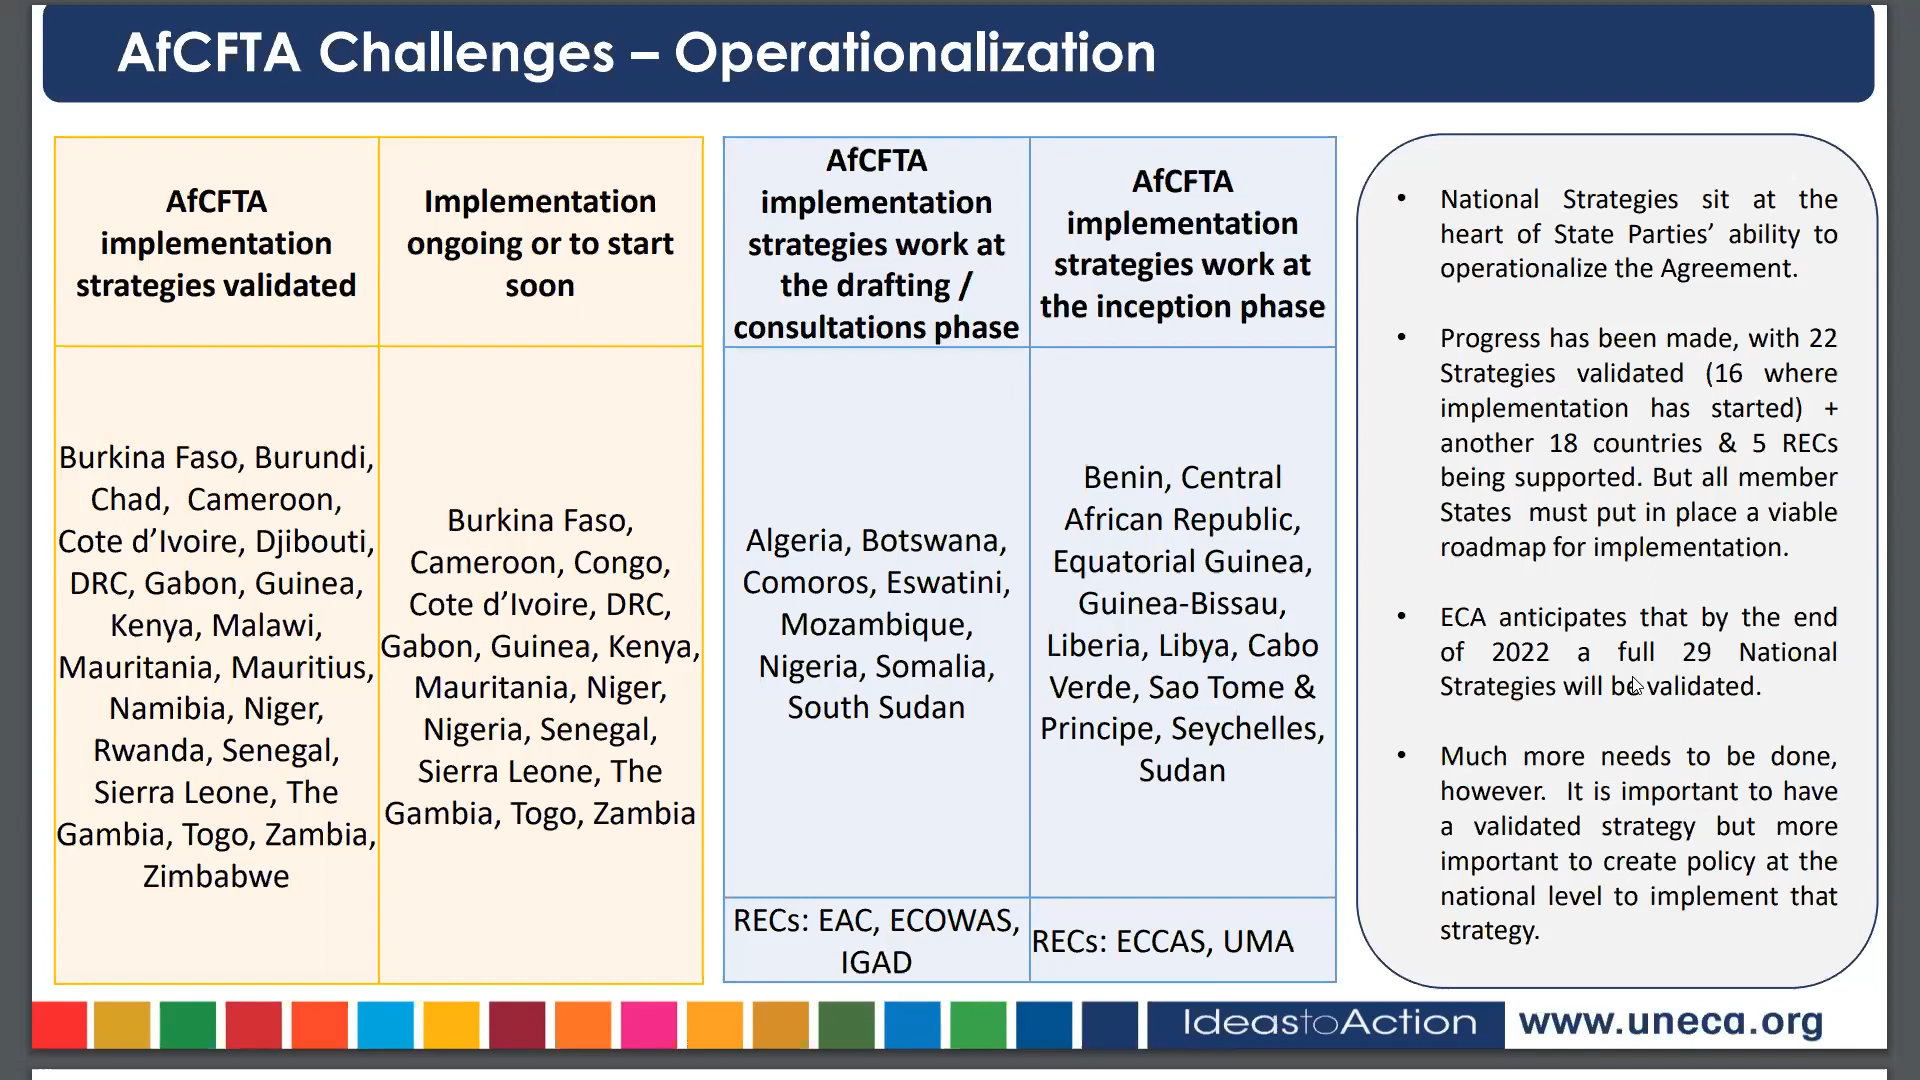 AfCFTA Challenges – Operationalization
AfCFTA
implementation
strategies validated
Implementation
ongoing or to start
soon
Burkina Faso, Burundi,
Chad,  Cameroon,
Cote d’Ivoire, Djibouti,
DRC, Gabon, Guinea,
Kenya, Malawi,
Mauritania, Mauritius,
Namibia, Niger,
Rwanda, Senegal,
Sierra Leone, The
Gambia, Togo, Zambia,
Zimbabwe
Burkina Faso,
Cameroon, Congo,
Cote d’Ivoire, DRC,
Gabon, Guinea, Kenya,
Mauritania, Niger,
Nigeria, Senegal,
Sierra Leone, The
Gambia, Togo, Zambia
AfCFTA
implementation
strategies work at
the drafting /
consultations phase
AfCFTA
implementation
strategies work at
the inception phase
Algeria, Botswana,
Comoros, Eswatini,
Mozambique,
Nigeria, Somalia,
South Sudan
Benin, Central
African Republic,
Equatorial Guinea,
Guinea-Bissau,
Liberia, Libya, Cabo
Verde, Sao Tome &
Principe, Seychelles,
Sudan
RECs: EAC, ECOWAS,
IGAD
RECs: ECCAS, UMA
• National Strategies sit at the
heart of State Parties’ ability to
operationalize the Agreement.
• Progress has been made, with 22
Strategies validated (16 where
implementation has started) +
another 18 countries & 5 RECs
being supported. But all member
States must put in place a viable
roadmap for implementation.
• ECA anticipates that by the end
of 2022 a full 29 National
Strategies will be validated.
• Much more needs to be done,
however.  It is important to have
a validated strategy but more
important to create policy at the
national level to implement that
strategy.
IdeastoAction
www.uneca.org